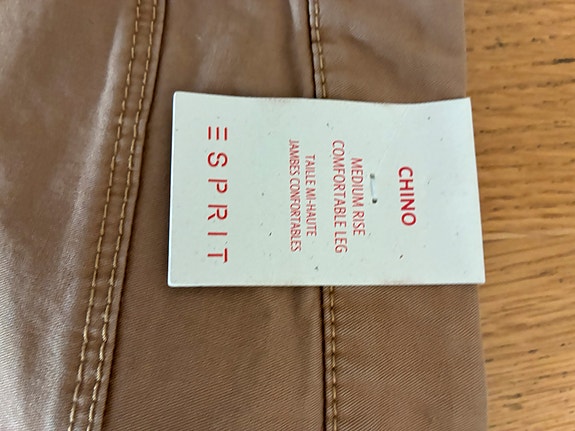 CHINO
MEDIUM RISE
COMFORTABLE LEG
TAILLE MI-HAUTE
JAMBES CONFORTABLES
ESPRIT